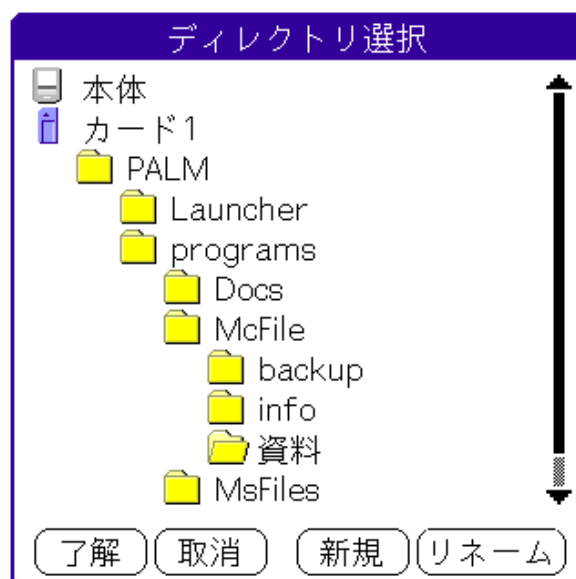 ディレクトリ選択
本体
カード1
PALM
Launcher
programs
Docs
McFile
backup
info
資料
MsFiles
了解 取消 新規 リネーム